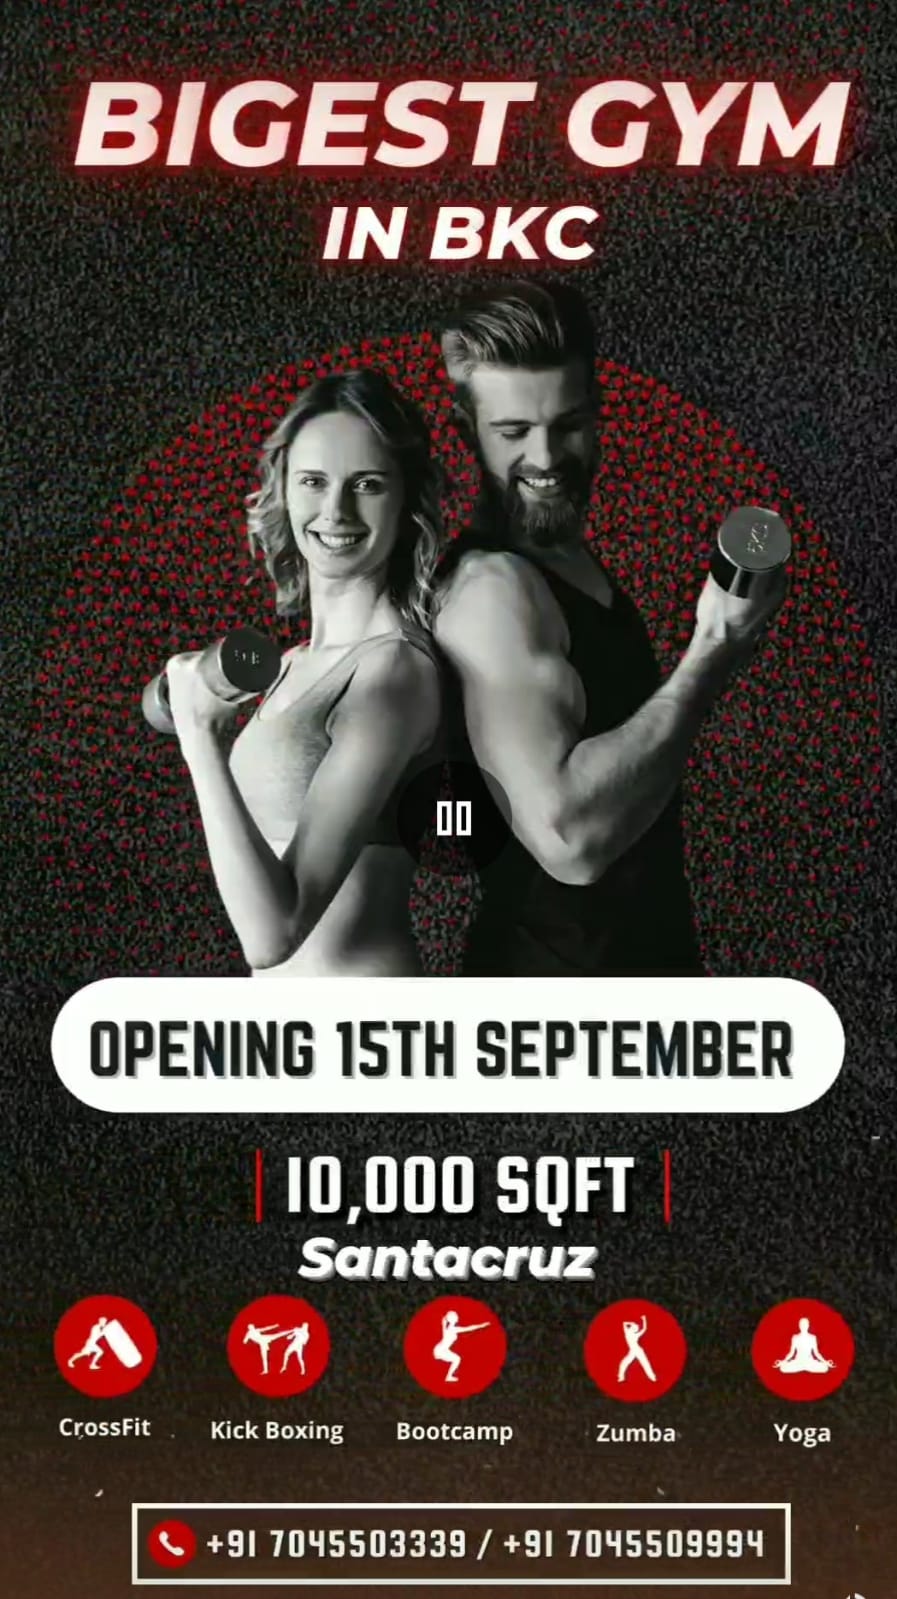 BIGEST GYM
IN BKC
OPENING 15TH SEPTEMBER
10,000 SQFT
Santacruz
CrossFit
Kick Boxing
Bootcamp
Zumba
Yoga
+91 7045503339 / +91 7045509994